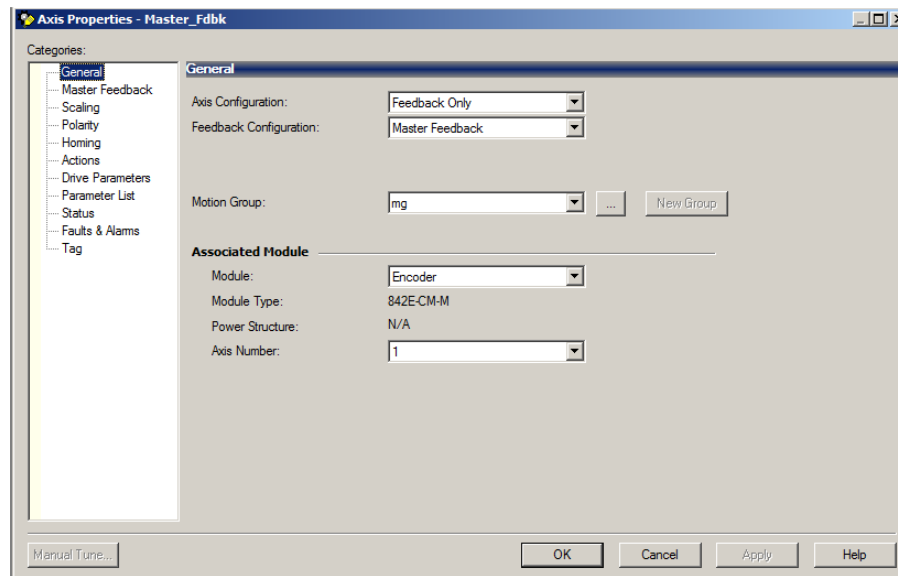 Axis Properties - Master_Fdbk
Categories:
General
Master Feedback
Scaling
Polarity
Homing
Actions
Drive Parameters
Parameter List
Status
Faults & Alarms
Tag
General
Axis Configuration: Feedback Only
Feedback Configuration: Master Feedback
Motion Group: mg ... New Group
Associated Module
Module: Encoder
Module Type: 842E-CM-M
Power Structure: N/A
Axis Number: 1
Manual Tune... OK Cancel Apply Help